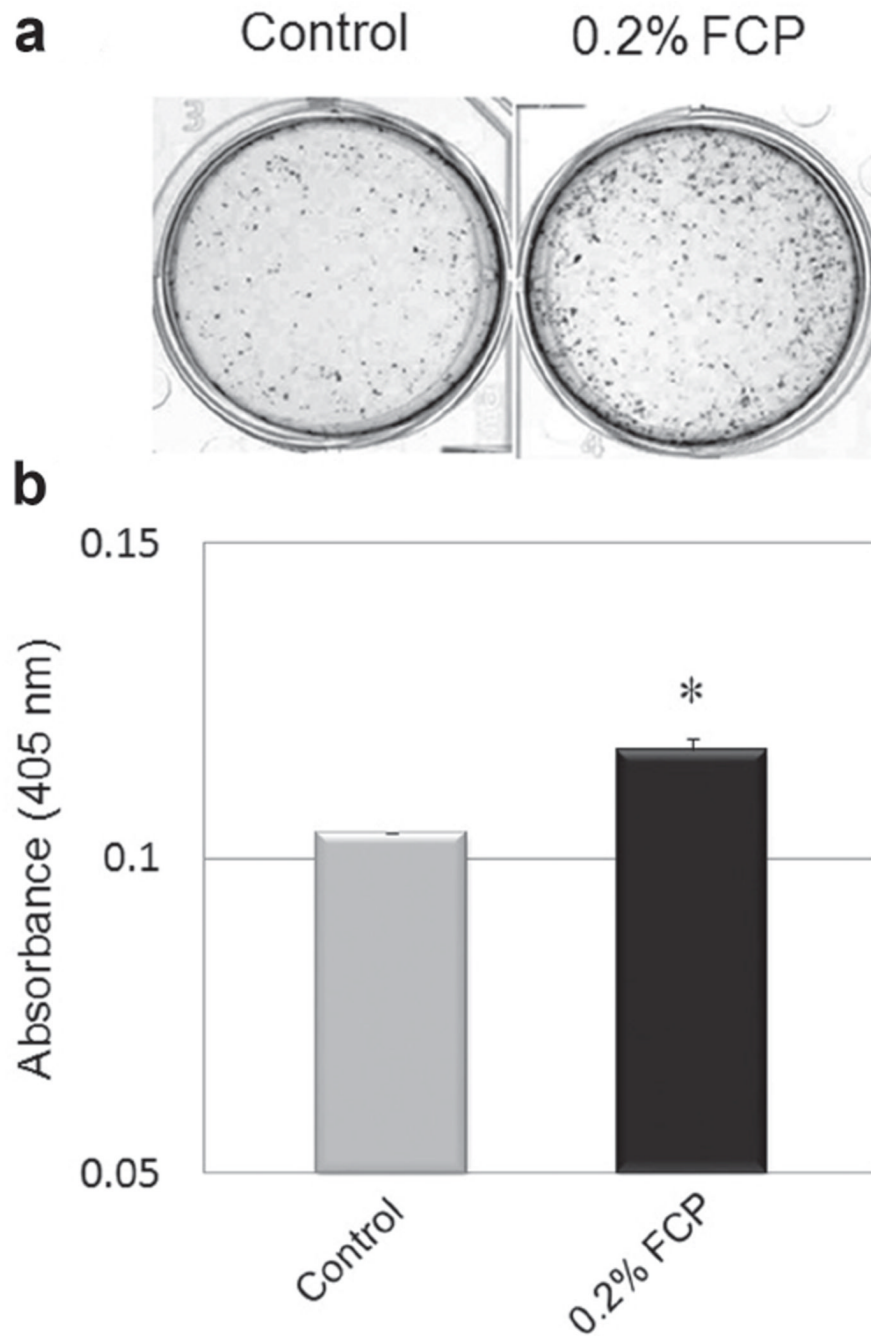 a
Control 0.2% FCP
b
0.15
0.1
0.05
Absorbance (405 nm)
*
Control
0.2% FCP